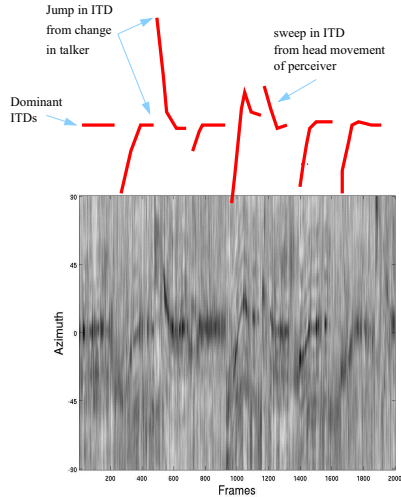 Jump in ITD
from change
in talker
sweep in ITD
from head movement
of perceiver
Dominant
ITDs
90
45
0
-45
-90
Azimuth
200 400 600 800 1000 1200 1400 1600 1800 2000
Frames